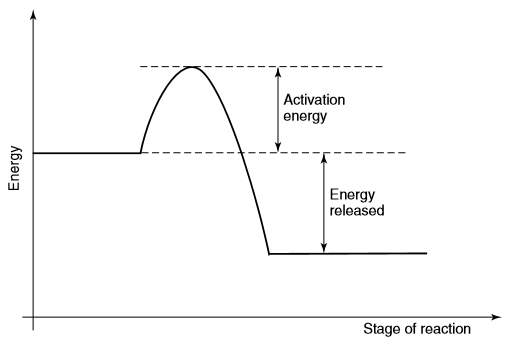 Activation
energy
Energy
Energy
released
Stage of reaction